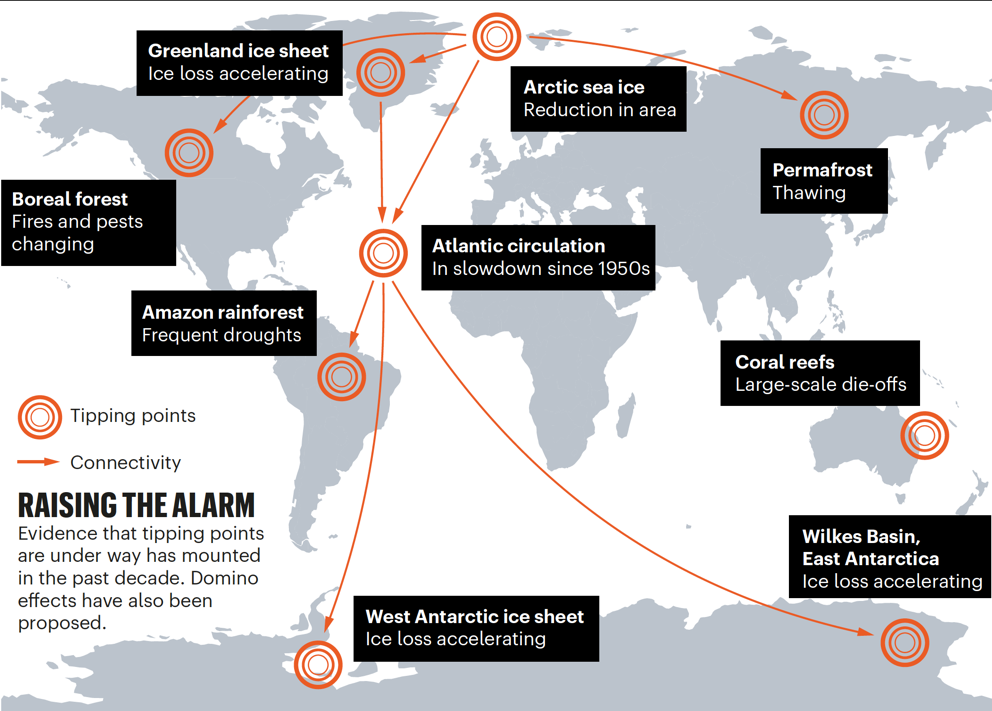 Greenland ice sheet
Ice loss accelerating
Arctic sea ice
Reduction in area
Permafrost
Thawing
Boreal forest
Fires and pests
changing
Atlantic circulation
In slowdown since 1950s
Amazon rainforest
Frequent droughts
Coral reefs
Large-scale die-offs
Tipping points
Connectivity
RAISING THE ALARM
Evidence that tipping points
are under way has mounted
in the past decade. Domino
effects have also been
proposed.
Wilkes Basin,
East Antarctica
Ice loss accelerating
West Antarctic ice sheet
Ice loss accelerating